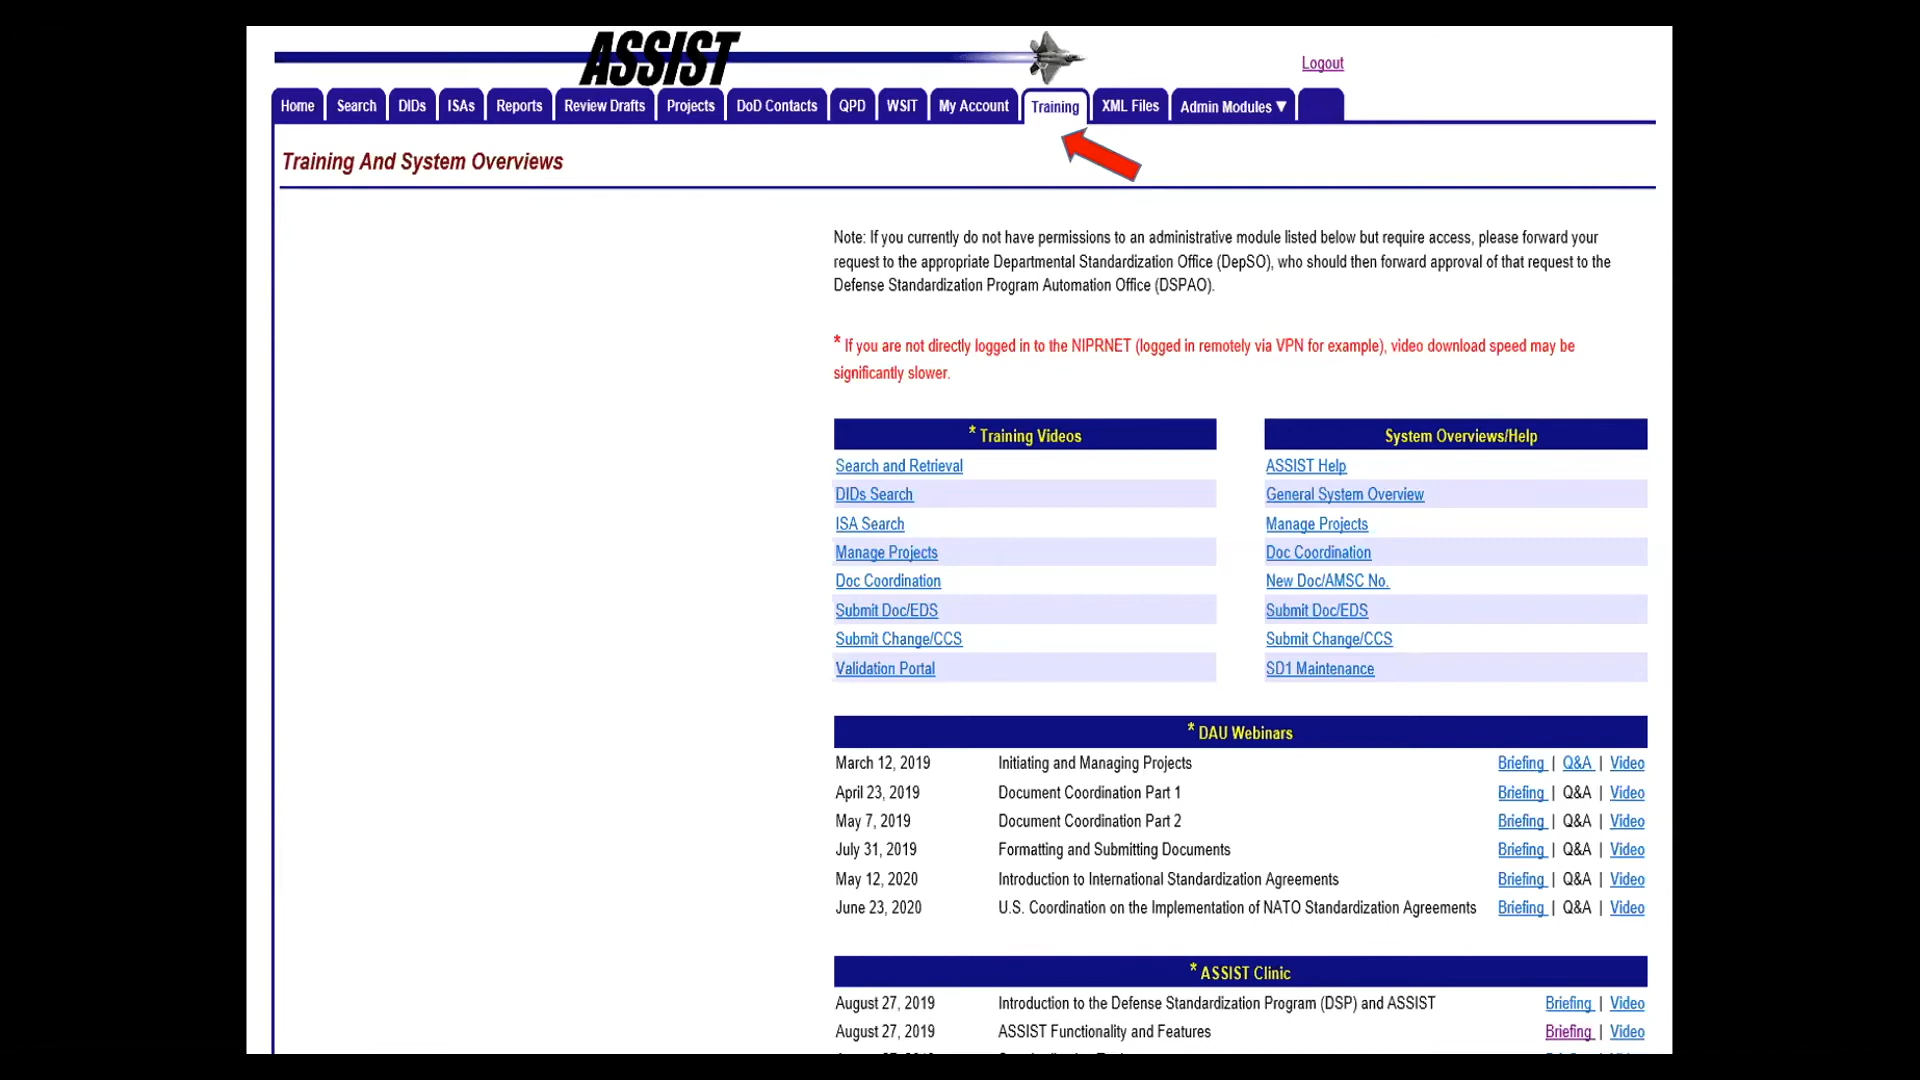 ASSIST
Logout
Home Search DIDs ISAs Reports Review Drafts Projects DoD Contacts QPD WSIT My Account Training XML Files Admin Modules ▼
Training And System Overviews
Note: If you currently do not have permissions to an administrative module listed below but require access, please forward your
request to the appropriate Departmental Standardization Office (DepSO), who should then forward approval of that request to the
Defense Standardization Program Automation Office (DSPAO).
* If you are not directly logged in to the NIPRNET (logged in remotely via VPN for example), video download speed may be
significantly slower.
* Training Videos
Search and Retrieval
DIDs Search
ISA Search
Manage Projects
Doc Coordination
Submit Doc/EDS
Submit Change/CCS
Validation Portal
System Overviews/Help
ASSIST Help
General System Overview
Manage Projects
Doc Coordination
New Doc/AMSC No.
Submit Doc/EDS
Submit Change/CCS
SD1 Maintenance
* DAU Webinars
March 12, 2019 Initiating and Managing Projects Briefing | Q&A | Video
April 23, 2019 Document Coordination Part 1 Briefing | Q&A | Video
May 7, 2019 Document Coordination Part 2 Briefing | Q&A | Video
July 31, 2019 Formatting and Submitting Documents Briefing | Q&A | Video
May 12, 2020 Introduction to International Standardization Agreements Briefing | Q&A | Video
June 23, 2020 U.S. Coordination on the Implementation of NATO Standardization Agreements Briefing | Q&A | Video
* ASSIST Clinic
August 27, 2019 Introduction to the Defense Standardization Program (DSP) and ASSIST Briefing | Video
August 27, 2019 ASSIST Functionality and Features Briefing | Video